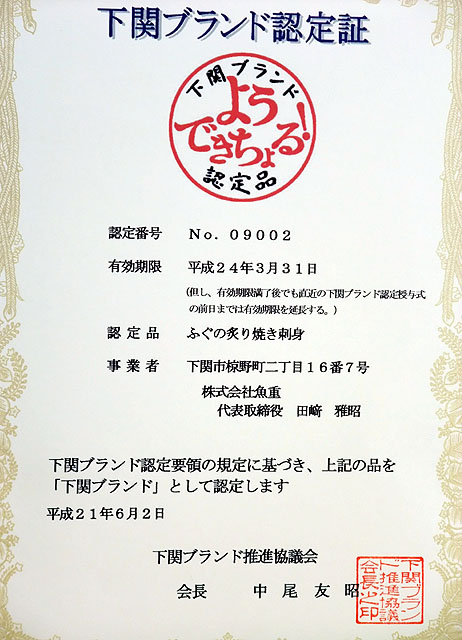 下関ブランド認定証
下関ブランド
ようできちょる!
認定品
認定番号 No. 09002
有効期限 平成24年3月31日
(但し、有効期限満了後でも直近の下関ブランド認定授与式
の前日までは有効期限を延長する。)
認定品 ふぐの炙り焼き刺身
事業者 下関市椋野町二丁目16番7号
株式会社魚重
代表取締役 田﨑 雅昭
下関ブランド認定要領の規定に基づき、上記の品を
「下関ブランド」として認定します
平成21年6月2日
下関ブランド推進協議会
会長 中尾友昭
下関ブラン
ド推進協議
会長之印